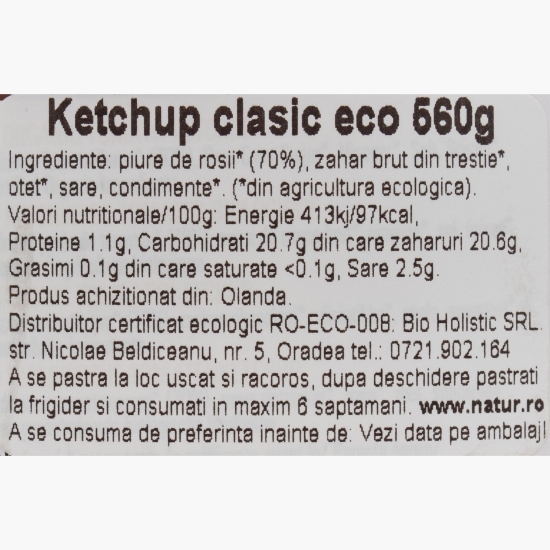 Ketchup clasic eco 560g
Ingrediente: piure de rosii* (70%), zahar brut din trestie*,
otet*, sare, condimente*. (*din agricultura ecologica).
Valori nutritionale/100g: Energie 413kj/97kcal,
Proteine 1.1g, Carbohidrati 20.7g din care zaharuri 20.6g,
Grasimi 0.1g din care saturate <0.1g, Sare 2.5g.
Produs achizitionat din: Olanda.
Distribuitor certificat ecologic RO-ECO-008: Bio Holistic SRL.
str. Nicolae Beldiceanu, nr. 5, Oradea tel.: 0721.902.164
A se pastra la loc uscat si racoros, dupa deschidere pastrati
la frigider si consumati in maxim 6 saptamani. www.natur.ro
A se consuma de preferinta inainte de: Vezi data pe ambalaj!